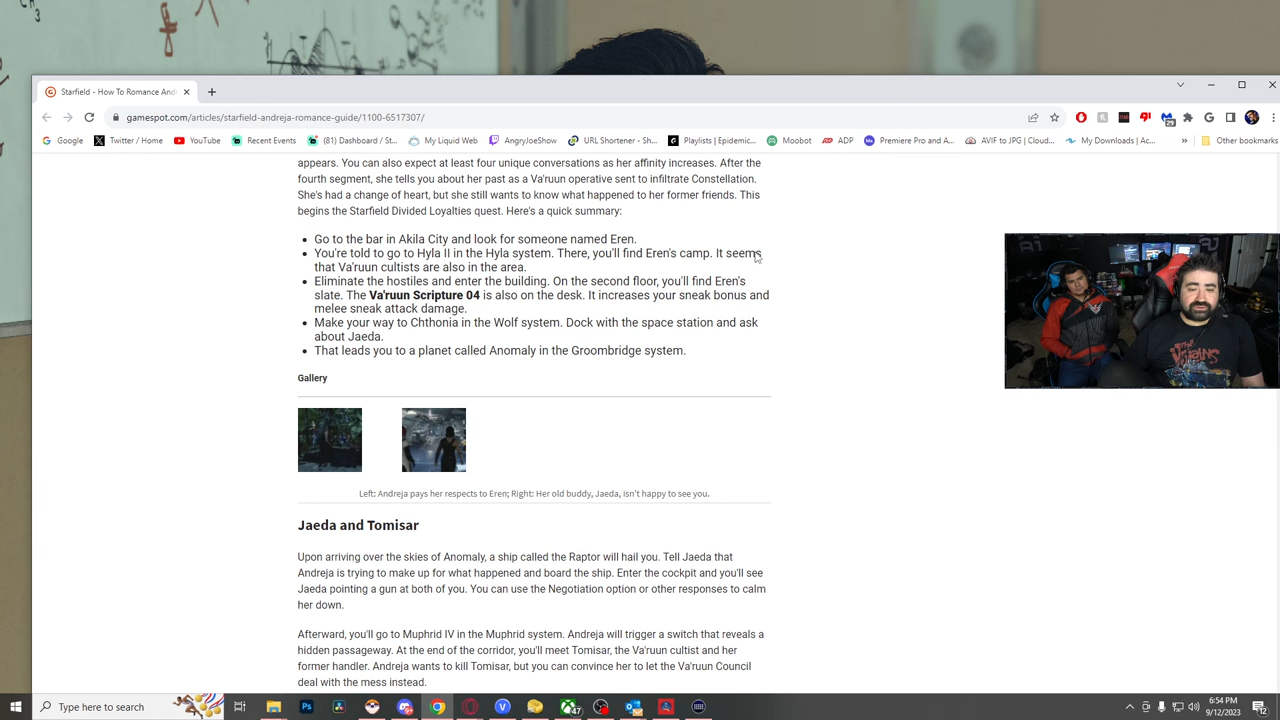 Starfield - How To Romance And
gamespot.com/articles/starfield-andreja-romance-guide/1100-6517307/
Google Twitter / Home YouTube Recent Events (81) Dashboard / St... My Liquid Web AngryJoeShow URL Shortener - Sh... Playlists | Epidemic... Moobot ADP Premiere Pro and A... AVIF to JPG | Cloud... My Downloads | Ac... » Other bookmarks
appears. You can also expect at least four unique conversations as her affinity increases. After the
fourth segment, she tells you about her past as a Va'ruun operative sent to infiltrate Constellation.
She's had a change of heart, but she still wants to know what happened to her former friends. This
begins the Starfield Divided Loyalties quest. Here's a quick summary:
Go to the bar in Akila City and look for someone named Eren.
You're told to go to Hyla II in the Hyla system. There, you'll find Eren's camp. It seems
that Va'ruun cultists are also in the area.
Eliminate the hostiles and enter the building. On the second floor, you'll find Eren's
slate. The Va'ruun Scripture 04 is also on the desk. It increases your sneak bonus and
melee sneak attack damage.
Make your way to Chthonia in the Wolf system. Dock with the space station and ask
about Jaeda.
That leads you to a planet called Anomaly in the Groombridge system.
Gallery
Left: Andreja pays her respects to Eren; Right: Her old buddy, Jaeda, isn't happy to see you.
Jaeda and Tomisar
Upon arriving over the skies of Anomaly, a ship called the Raptor will hail you. Tell Jaeda that
Andreja is trying to make up for what happened and board the ship. Enter the cockpit and you'll see
Jaeda pointing a gun at both of you. You can use the Negotiation option or other responses to calm
her down.
Afterward, you'll go to Muphrid IV in the Muphrid system. Andreja will trigger a switch that reveals a
hidden passageway. At the end of the corridor, you'll meet Tomisar, the Va'ruun cultist and her
former handler. Andreja wants to kill Tomisar, but you can convince her to let the Va'ruun Council
deal with the mess instead.
Type here to search
47
6:54 PM
9/12/2023
12